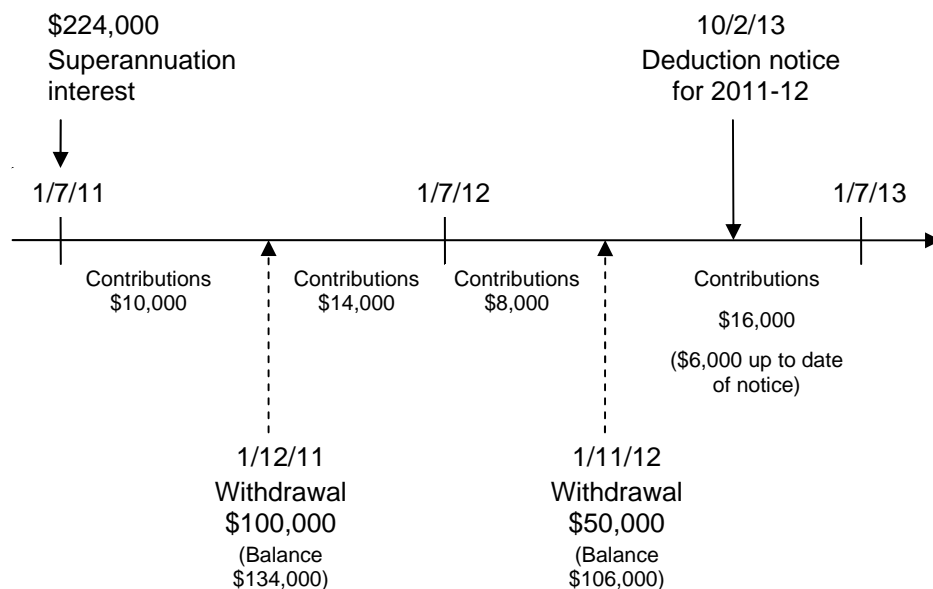 $224,000
Superannuation
interest
10/2/13
Deduction notice
for 2011-12
1/7/11
1/7/12
1/7/13
Contributions
$10,000
Contributions
$14,000
Contributions
$8,000
Contributions
$16,000
($6,000 up to date
of notice)
1/12/11
Withdrawal
$100,000
(Balance
$134,000)
1/11/12
Withdrawal
$50,000
(Balance
$106,000)